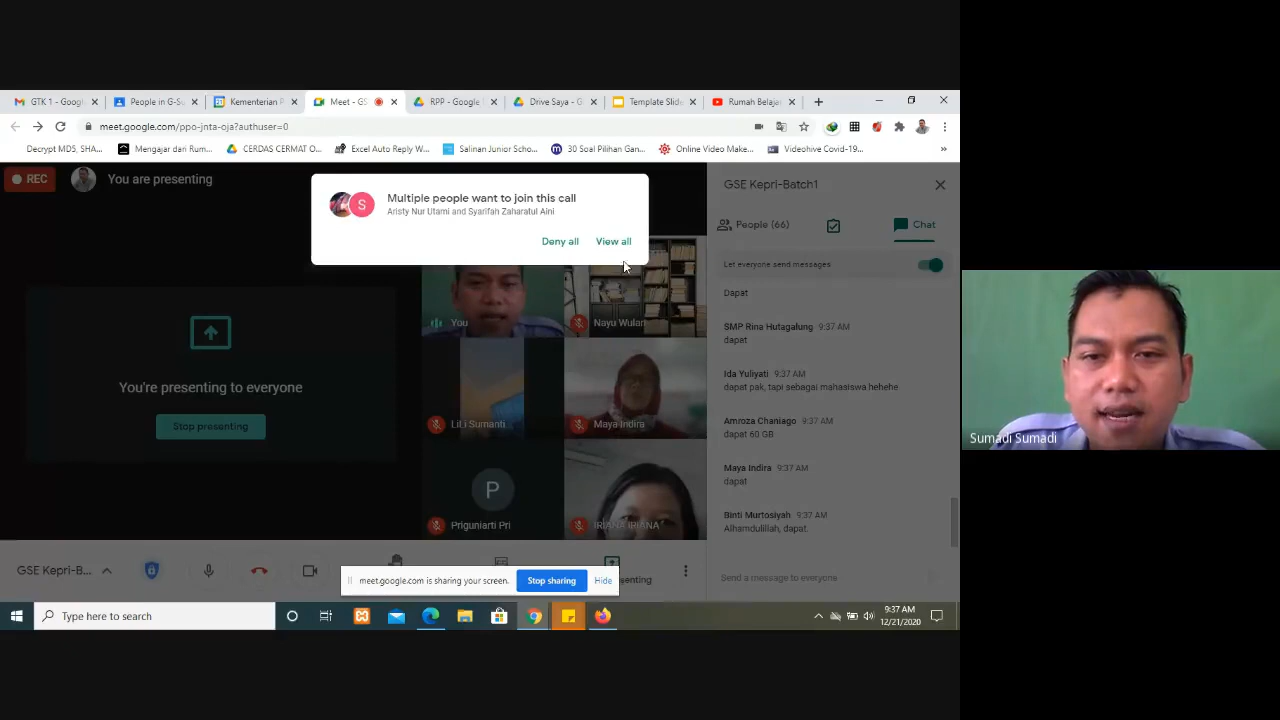 GTK 1 - Goog
People in G-Su
Kementerian P
Meet - GS
RPP - Google
Drive Saya - G
Template Slide
Rumah Belaja
meet.google.com/ppo-jnta-oja?authuser=0
Decrypt MD5, SHA...
Mengajar dari Rum...
CERDAS CERMAT O...
Excel Auto Reply W...
Salinan Junior Scho...
30 Soal Pilihan Gan...
Online Video Make...
Videohive Covid-19...
REC
You are presenting
Multiple people want to join this call
Aristy Nur Utami and Syarifah Zaharatul Aini
S
Deny all
View all
GSE Kepri-Batch1
People (66)
Chat
Let everyone send messages
Dapat
SMP Rina Hutagalung 9:37 AM
dapat
Ida Yuliyati 9:37 AM
dapat pak, tapi sebagai mahasiswa.hehehe
Amroza Chaniago 9:37 AM
dapat 60 GB
Maya Indira 9:37 AM
dapat
Binti Murtosiyah 9:37 AM
Alhamdulillah, dapat.
Send a message to everyone
You're presenting to everyone
Stop presenting
You
Nayu Wulan
LiLi Sumanti
Maya Indira
P
Priguniarti Pri
IRIANA IRIANA
Sumadi Sumadi
GSE Kepri-B...
meet.google.com is sharing your screen.
Stop sharing
Hide
enting
Type here to search
9:37 AM
12/21/2020